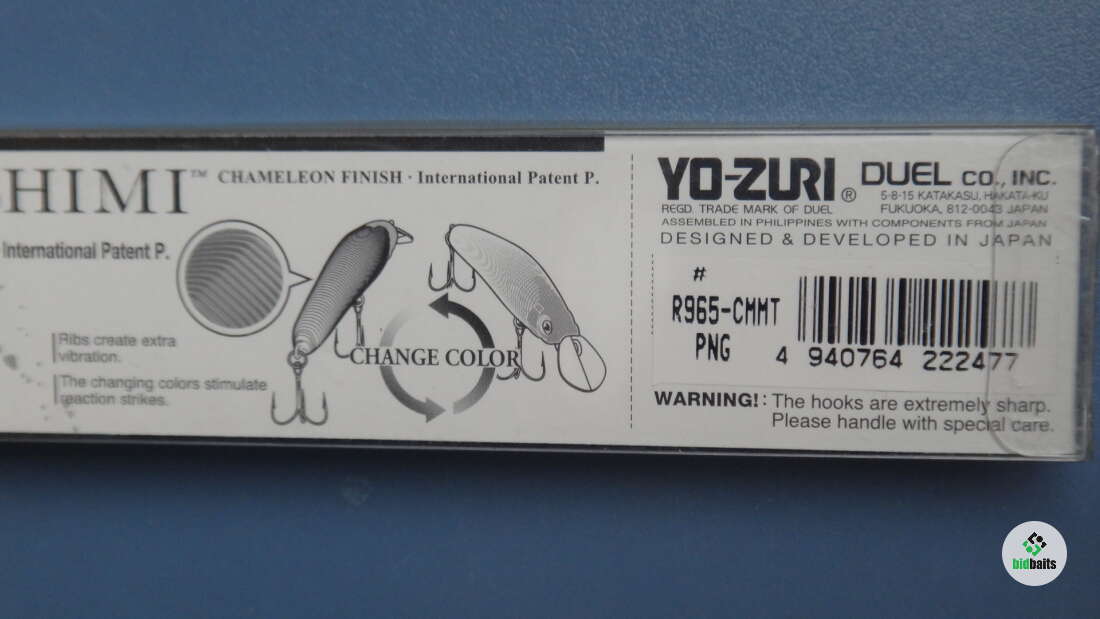 HIMI™ CHAMELEON FINISH · International Patent P.
International Patent P.
Ribs create extra
vibration.
The changing colors stimulate
reaction strikes.
CHANGE COLOR
YO-ZURI® DUEL CO., INC.
5-8-15 KATAKASU, HAKATA-KU
REGD. TRADE MARK OF DUEL FUKUOKA, 812-0043 JAPAN
ASSEMBLED IN PHILIPPINES WITH COMPONENTS FROM JAPAN
DESIGNED & DEVELOPED IN JAPAN
#
R965-CMMT
PNG
4 940764 222477
WARNING!: The hooks are extremely sharp.
Please handle with special care.
bidbaits